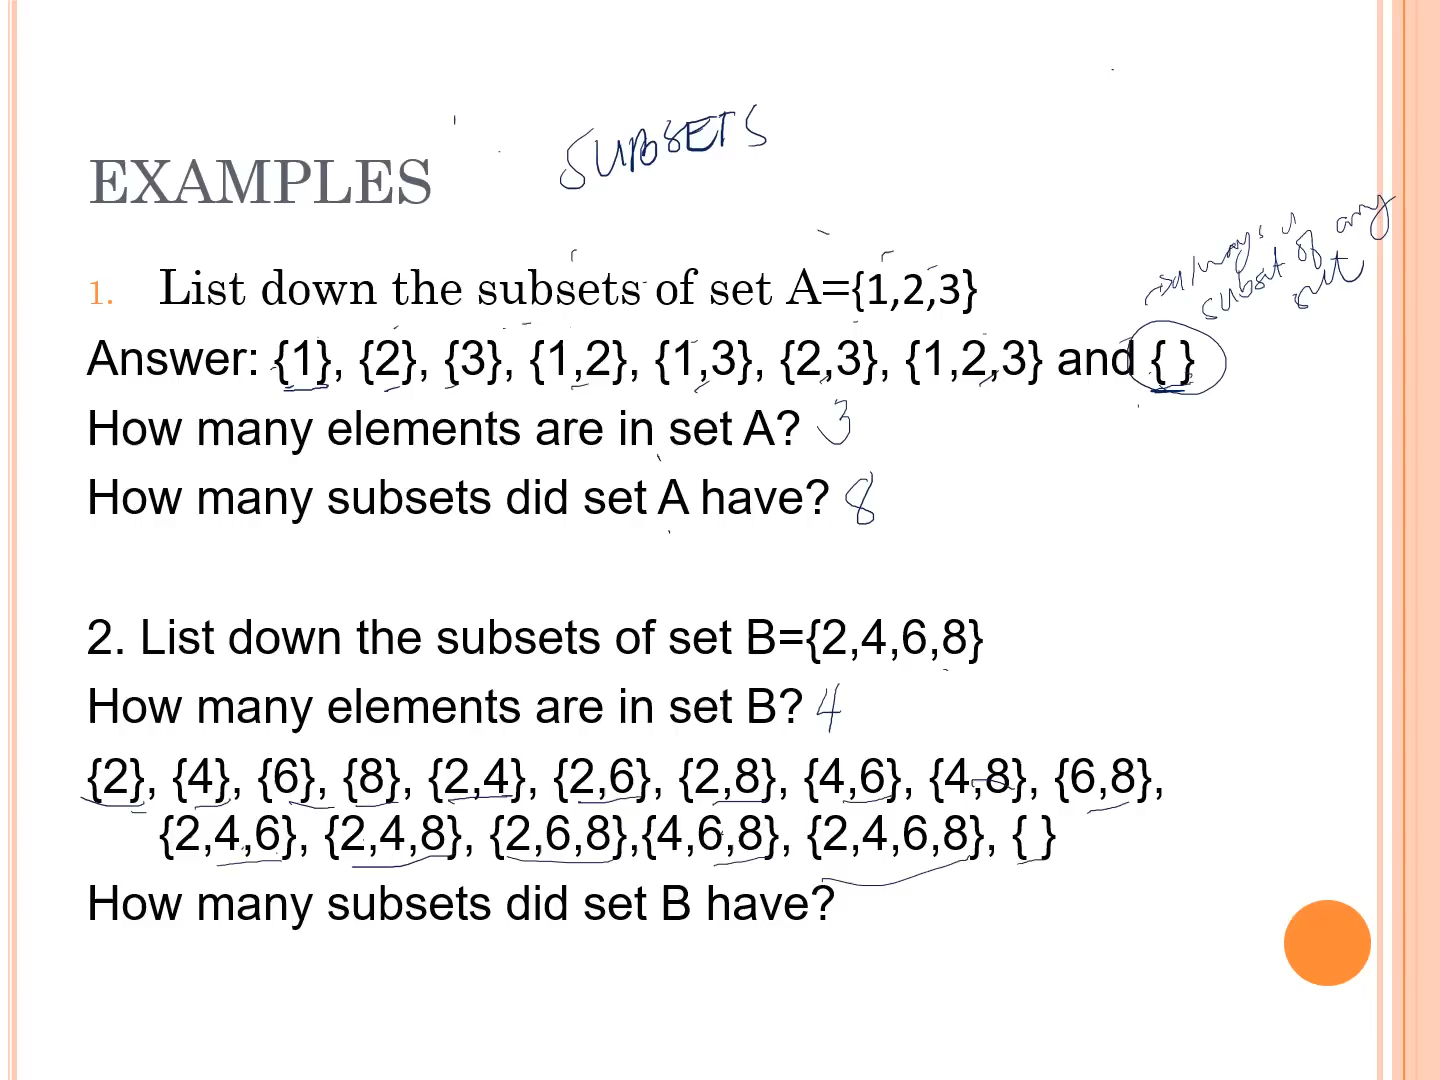 SUBSETS
EXAMPLES
always a
subset of any
set
1. List down the subsets of set A={1,2,3}
Answer: {1}, {2}, {3}, {1,2}, {1,3}, {2,3}, {1,2,3} and { }
How many elements are in set A? 3
How many subsets did set A have? 8
2. List down the subsets of set B={2,4,6,8}
How many elements are in set B? 4
{2}, {4}, {6}, {8}, {2,4}, {2,6}, {2,8}, {4,6}, {4,8}, {6,8},
{2,4,6}, {2,4,8}, {2,6,8},{4,6,8}, {2,4,6,8}, { }
How many subsets did set B have?